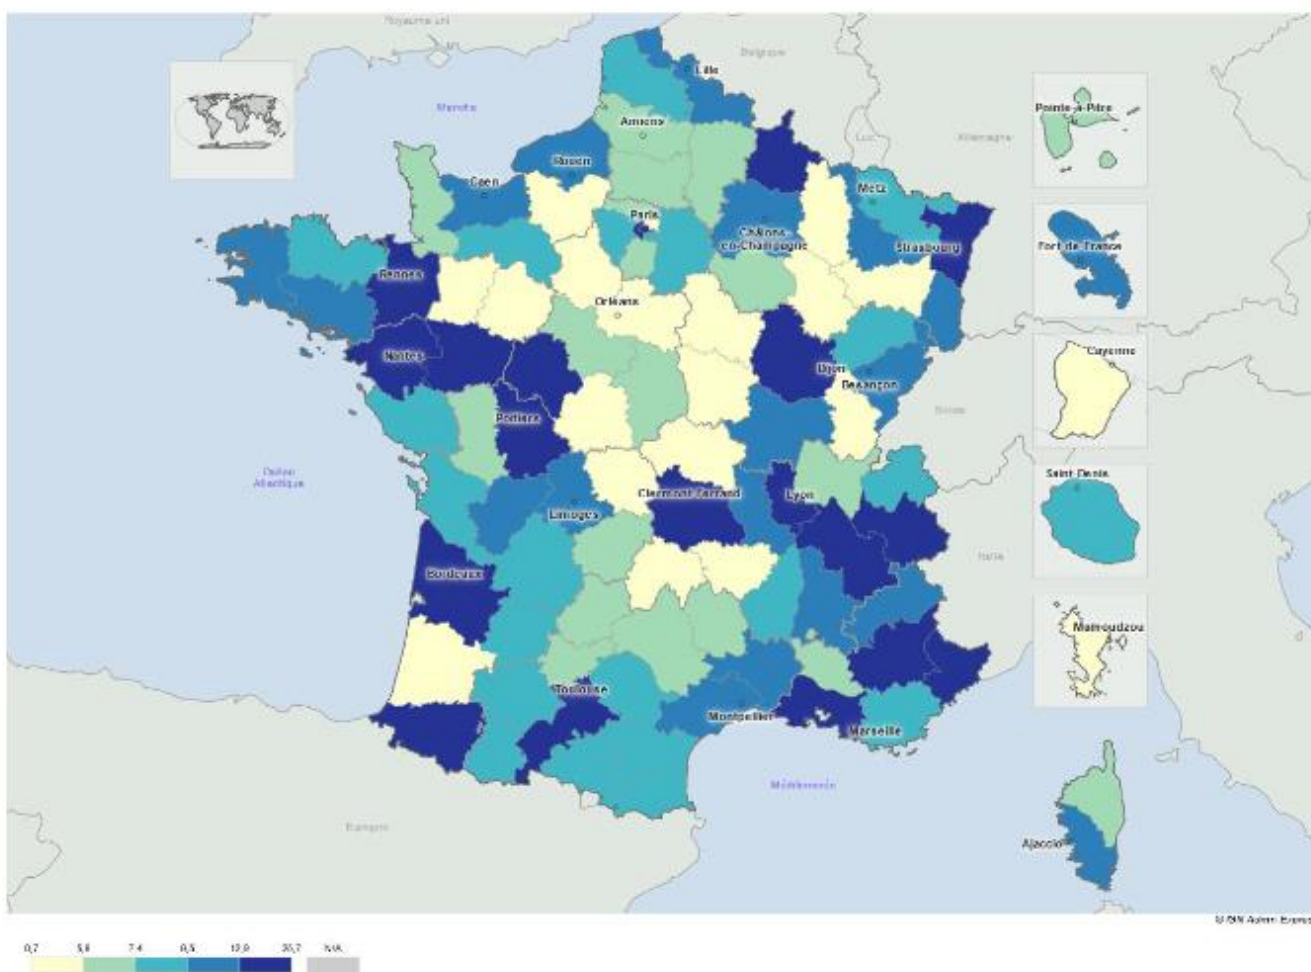 Royaume uni
Belgique
Lille
Manche
Pointe-à-Pitre
Amiens
Luc.
Allemagne
Rouen
Caen
Metz
Paris
Châlons-
en-Champagne
Strasbourg
Fort-de-France
Rennes
Orléans
Nantes
Dijon
Besançon
Cayenne
Poitiers
Suisse
Océan
Atlantique
Saint-Denis
Clermont-Ferrand
Lyon
Limoges
Italie
Bordeaux
Mamoudzou
Toulouse
Montpellier
Marseille
Espagne
Ajaccio
0,7
7,4
N/A